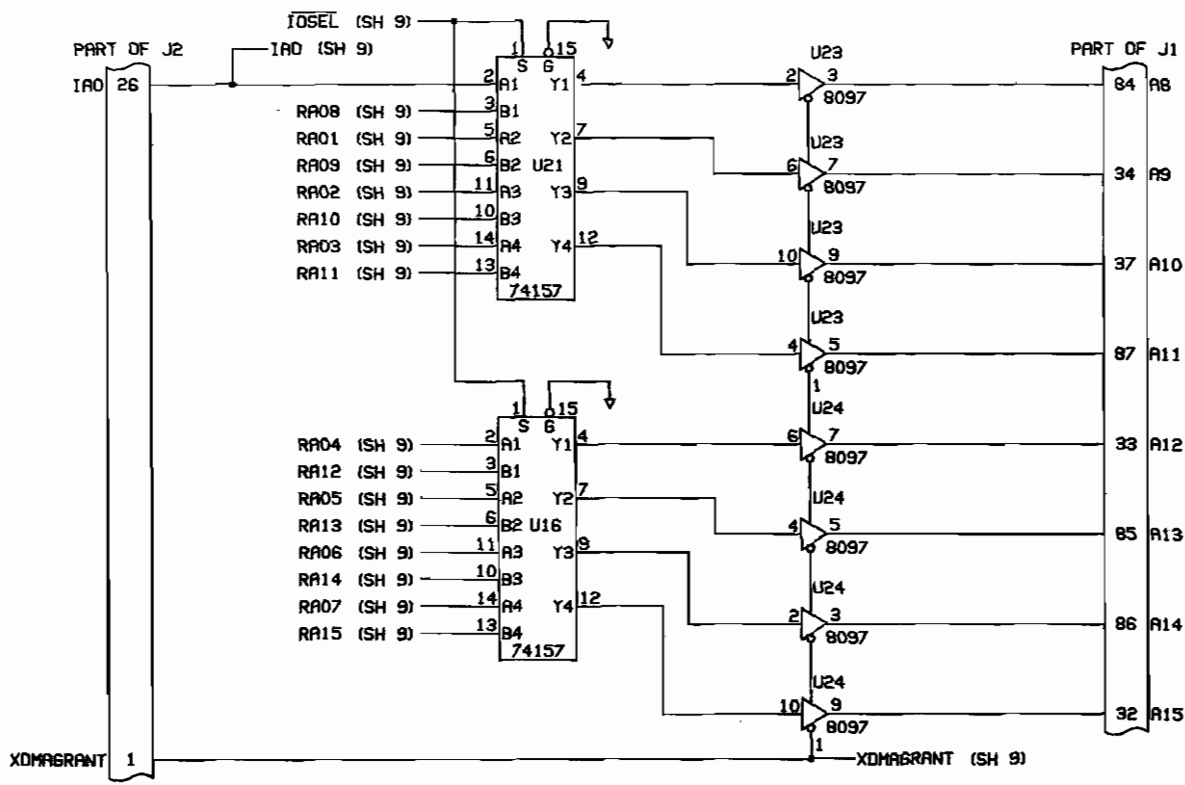 IOSEL (SH 9)
PART OF J2
IA0 (SH 9)
1 15
S G
U23
PART OF J1
IA0 26
2 A1 Y1 4
2 3
8097
84 A8
RA08 (SH 9) 3 B1
RA01 (SH 9) 5 A2 Y2 7
U23
RA09 (SH 9) 6 B2 U21
6 7
8097
34 A9
RA02 (SH 9) 11 A3 Y3 9
RA10 (SH 9) 10 B3
U23
RA03 (SH 9) 14 A4 Y4 12
10 9
8097
37 A10
RA11 (SH 9) 13 B4
74157
U23
4 5
8097
87 A11
1
1 15
S G
U24
RA04 (SH 9) 2 A1 Y1 4
6 7
8097
33 A12
RA12 (SH 9) 3 B1
RA05 (SH 9) 5 A2 Y2 7
U24
RA13 (SH 9) 6 B2 U16
4 5
8097
85 A13
RA06 (SH 9) 11 A3 Y3 9
RA14 (SH 9) 10 B3
U24
RA07 (SH 9) 14 A4 Y4 12
2 3
8097
86 A14
RA15 (SH 9) 13 B4
74157
U24
10 9
8097
32 A15
1
XDMAGRANT 1
XDMAGRANT (SH 9)